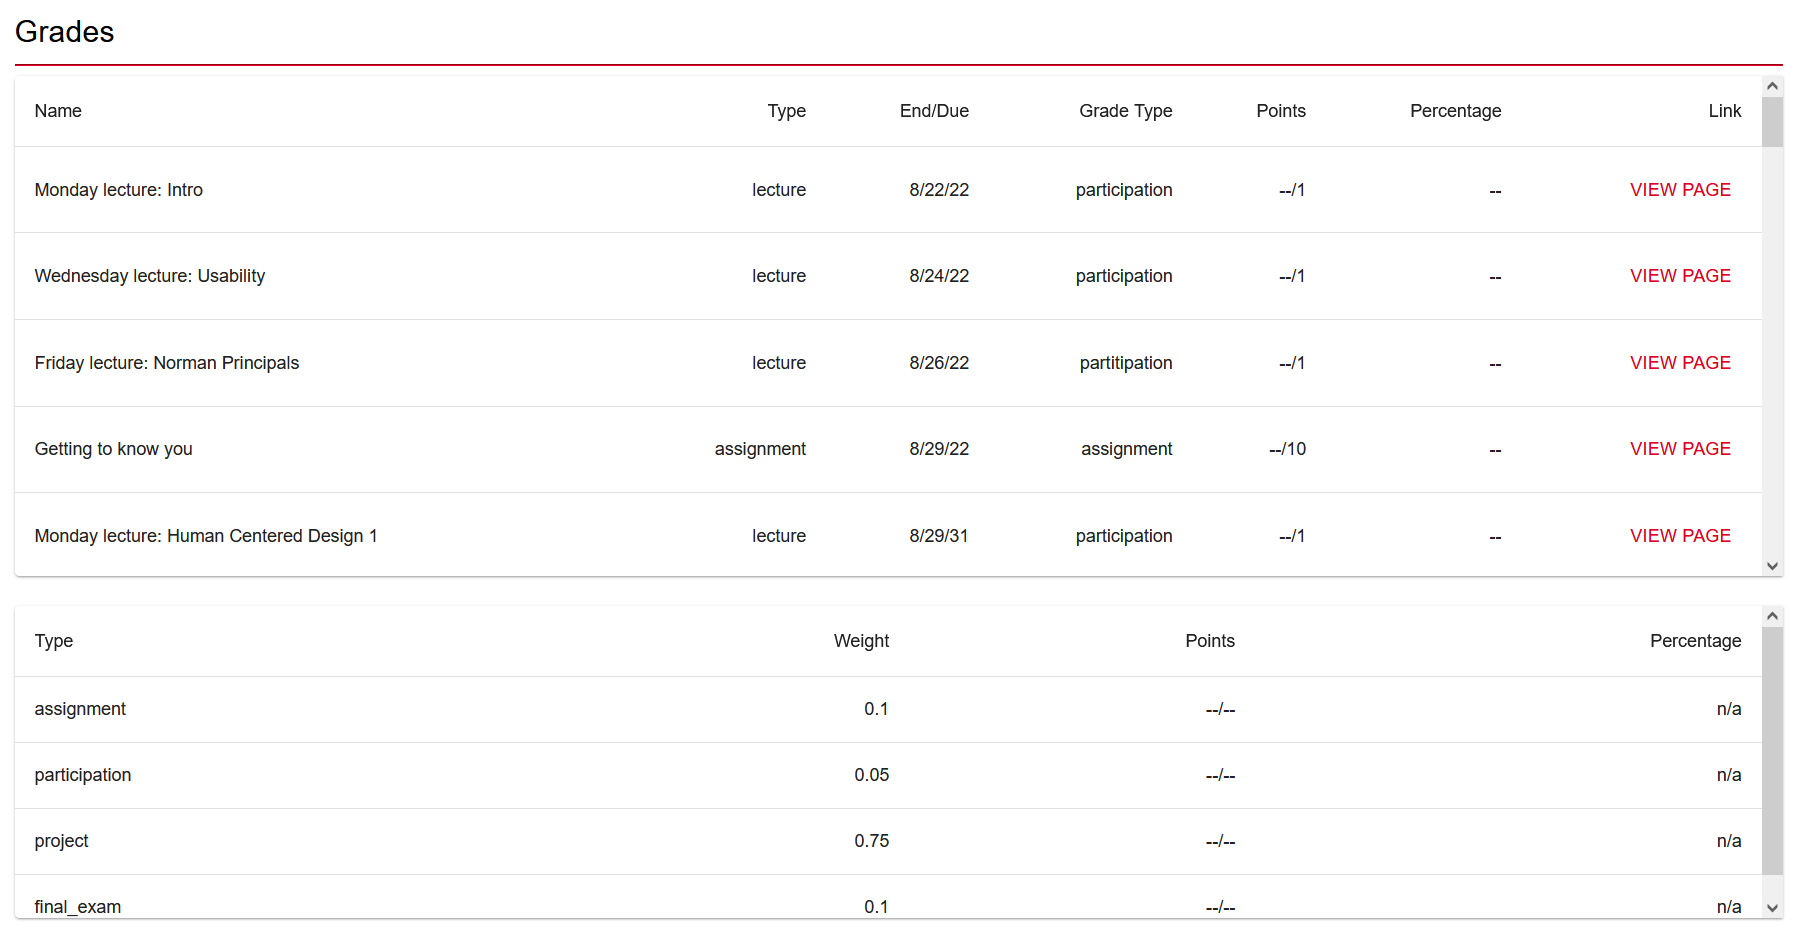 Grades
Name Type End/Due Grade Type Points Percentage Link
Monday lecture: Intro lecture 8/22/22 participation --/1 -- VIEW PAGE
Wednesday lecture: Usability lecture 8/24/22 participation --/1 -- VIEW PAGE
Friday lecture: Norman Principals lecture 8/26/22 partitipation --/1 -- VIEW PAGE
Getting to know you assignment 8/29/22 assignment --/10 -- VIEW PAGE
Monday lecture: Human Centered Design 1 lecture 8/29/31 participation --/1 -- VIEW PAGE
Type Weight Points Percentage
assignment 0.1 --/-- n/a
participation 0.05 --/-- n/a
project 0.75 --/-- n/a
final_exam 0.1 --/-- n/a